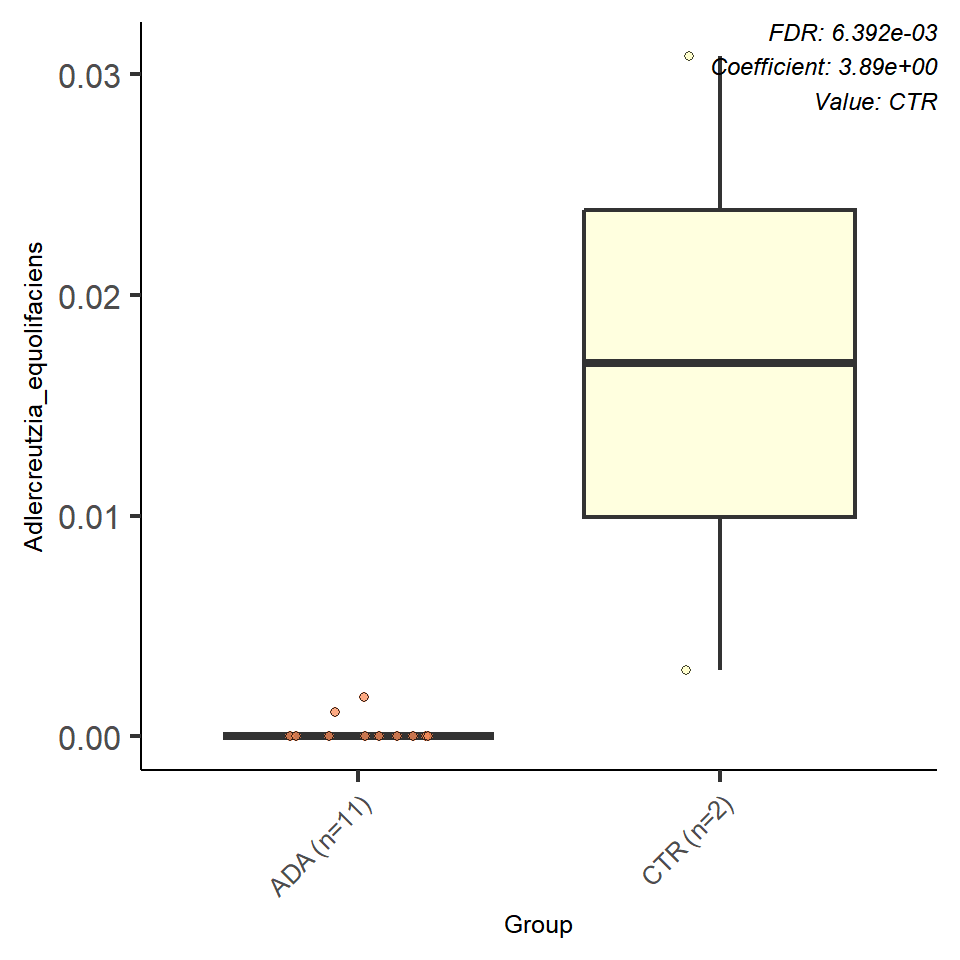 FDR: 6.392e-03
Coefficient: 3.89e+00
Value: CTR
0.03
0.02
0.01
0.00
Adlercreutzia_equolifaciens
ADA (n=11)
CTR (n=2)
Group